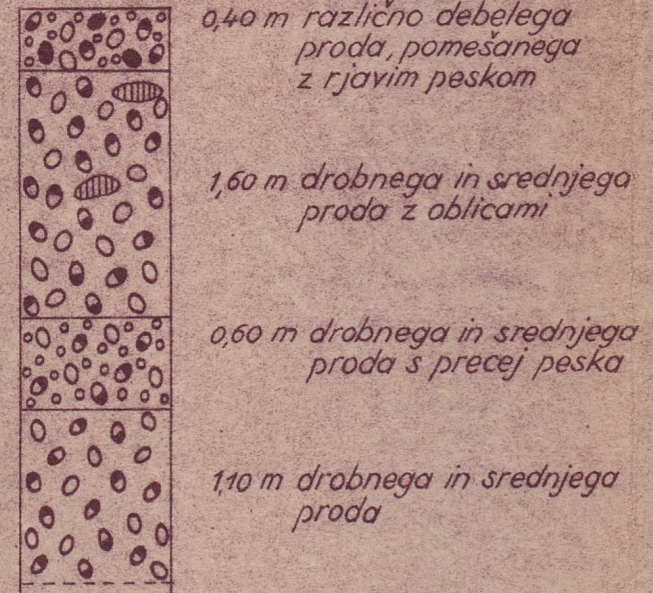 0,40 m različno debelega
proda, pomešanega
z rjavim peskom
1,60 m drobnega in srednjega
proda z oblicami
0,60 m drobnega in srednjega
proda s precej peska
1,10 m drobnega in srednjega
proda